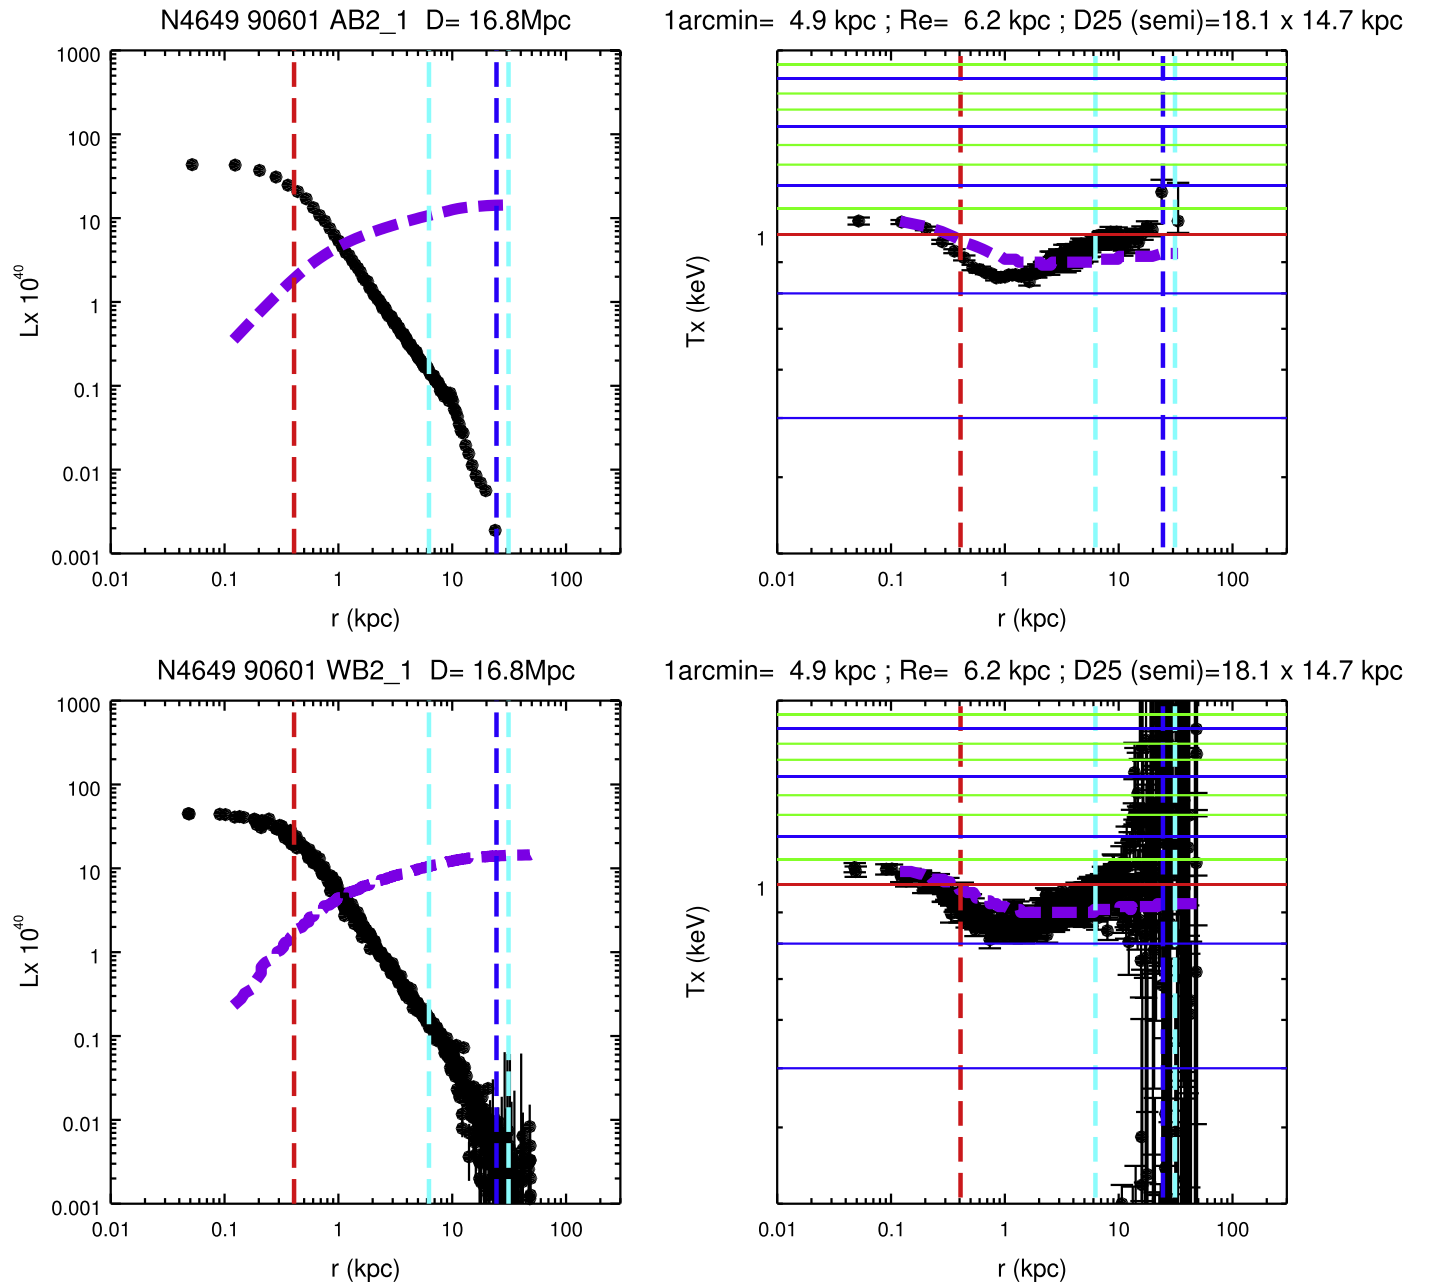 N4649 90601 AB2_1 D= 16.8Mpc
1arcmin= 4.9 kpc ; Re= 6.2 kpc ; D25 (semi)=18.1 x 14.7 kpc
1000
100
10
1
0.1
0.01
0.001
Lx 10^40
0.01 0.1 1 10 100
r (kpc)
1
Tx (keV)
0.01 0.1 1 10 100
r (kpc)
N4649 90601 WB2_1 D= 16.8Mpc
1arcmin= 4.9 kpc ; Re= 6.2 kpc ; D25 (semi)=18.1 x 14.7 kpc
1000
100
10
1
0.1
0.01
0.001
Lx 10^40
0.01 0.1 1 10 100
r (kpc)
1
Tx (keV)
0.01 0.1 1 10 100
r (kpc)